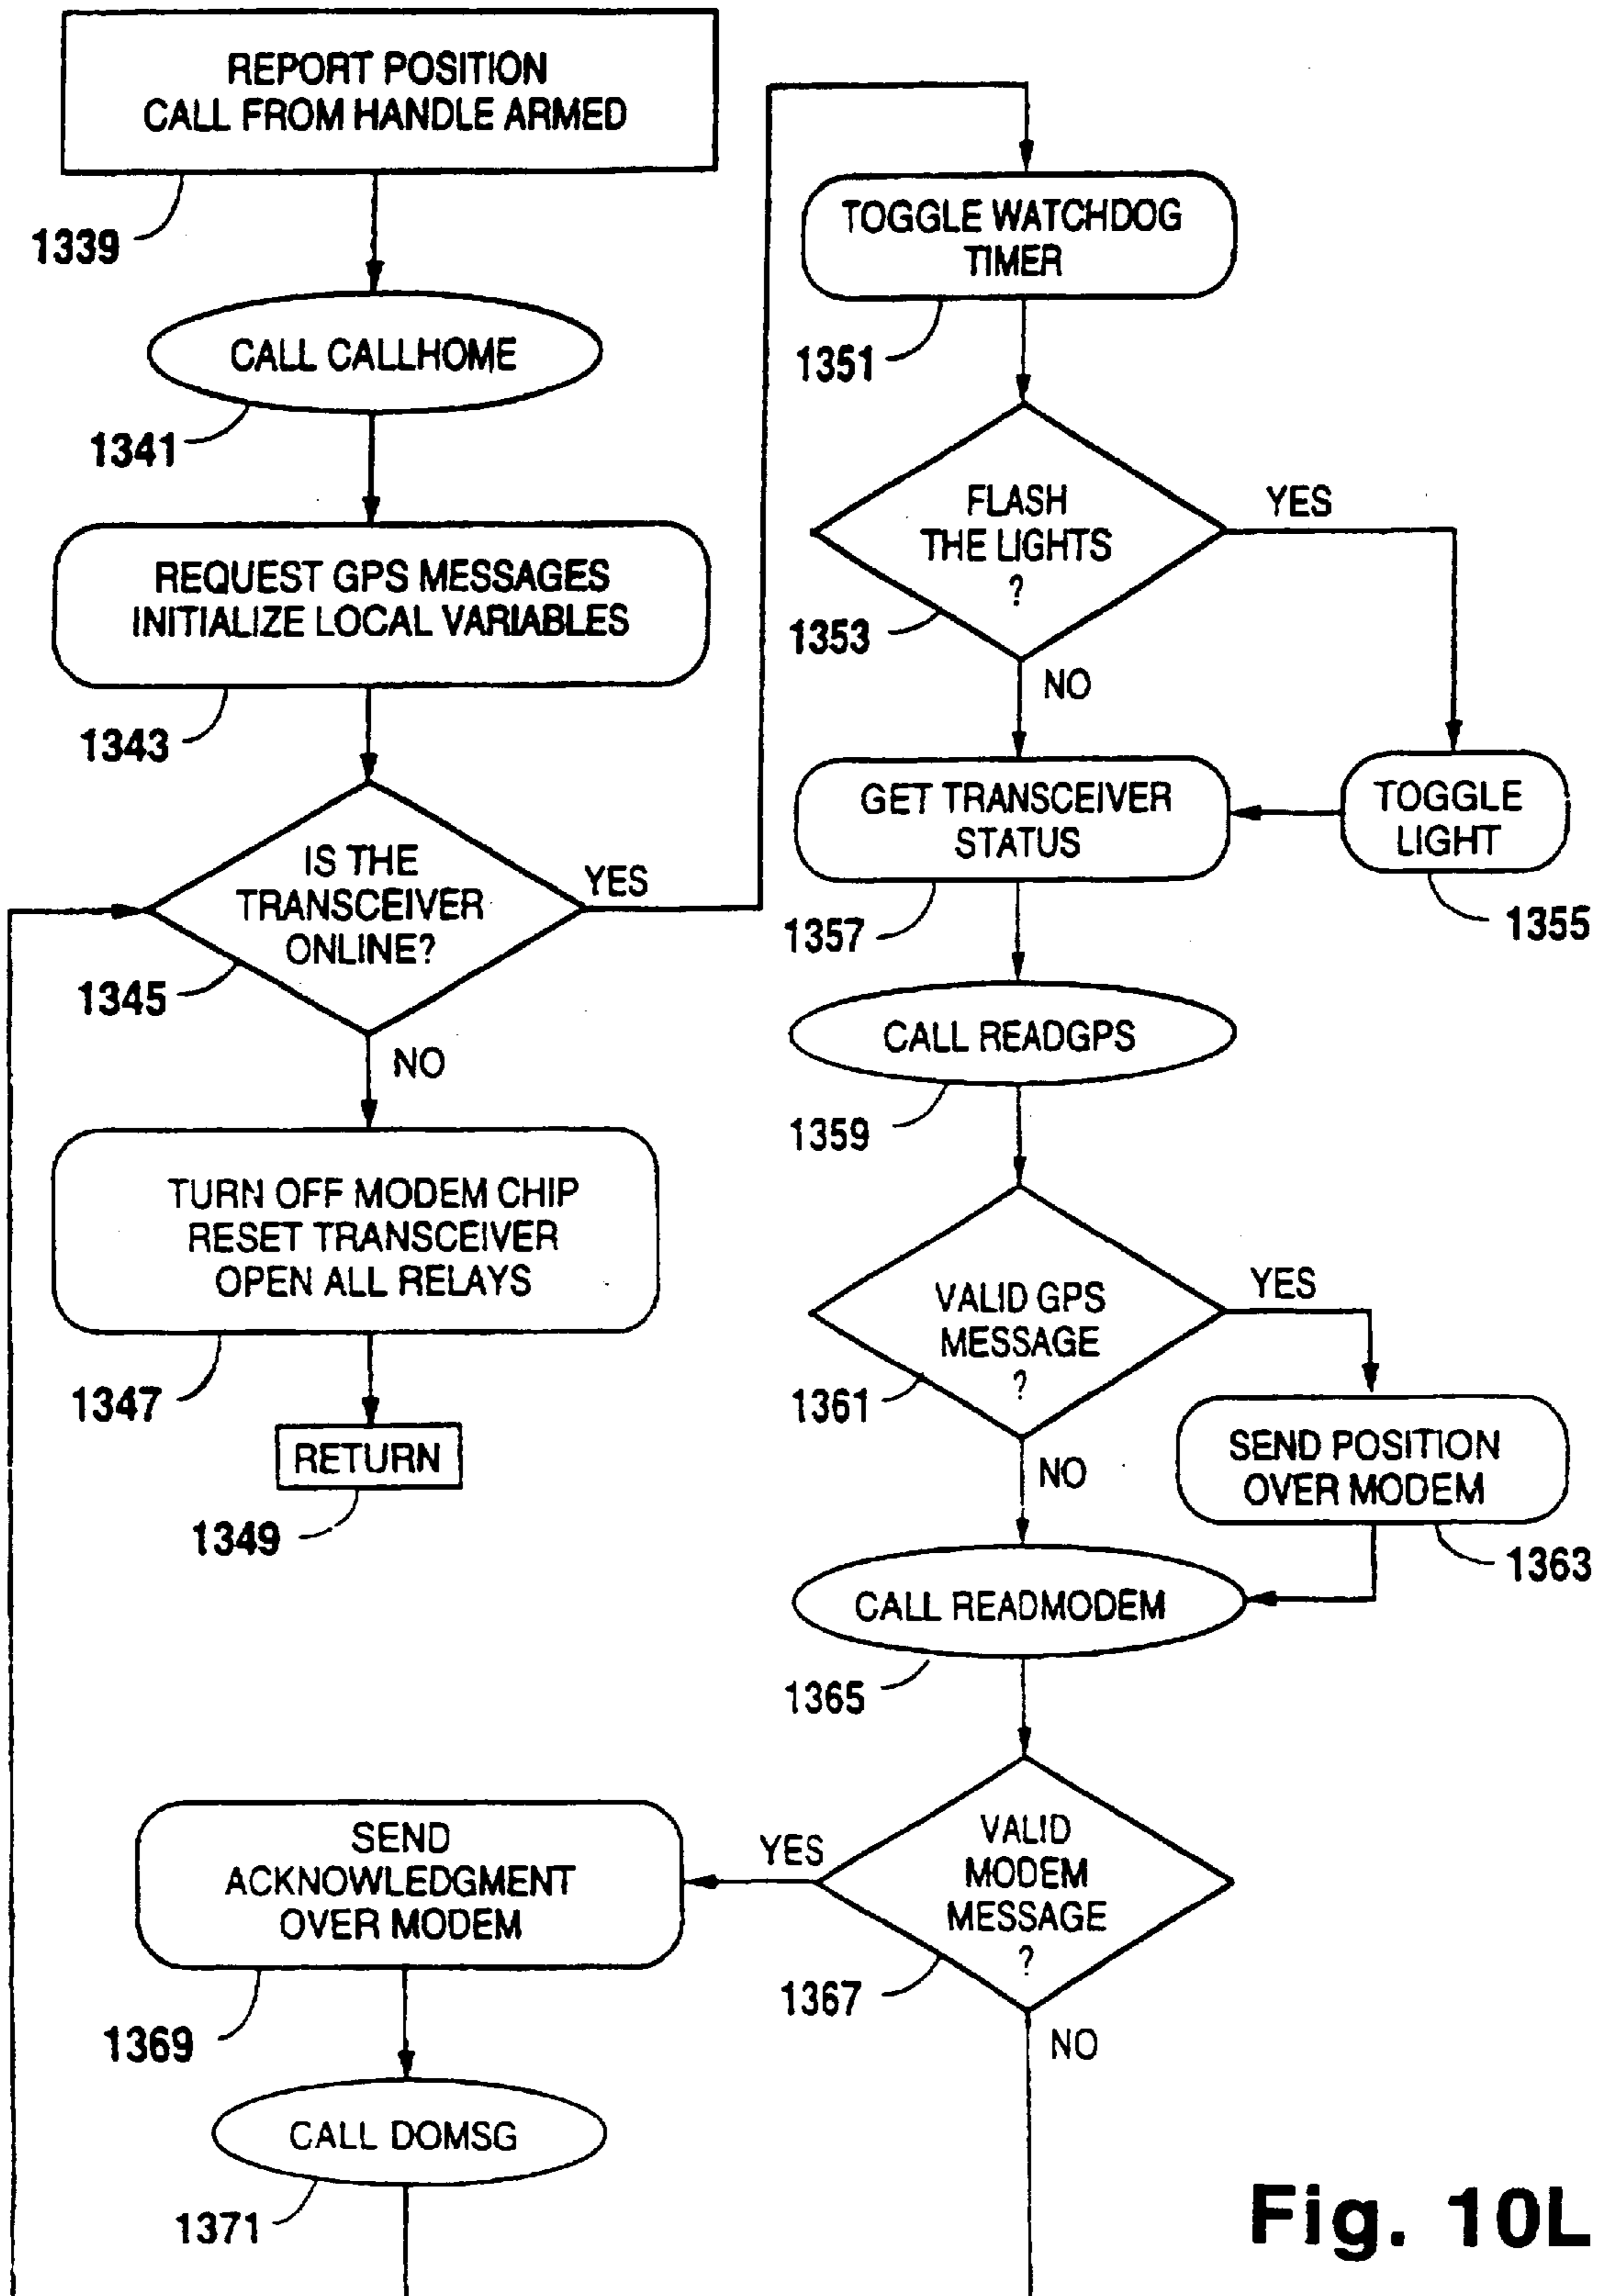 REPORT POSITION
CALL FROM HANDLE ARMED
1339
CALL CALLHOME
1341
REQUEST GPS MESSAGES
INITIALIZE LOCAL VARIABLES
1343
IS THE
TRANSCEIVER
ONLINE?
YES
1345
NO
TURN OFF MODEM CHIP
RESET TRANSCEIVER
OPEN ALL RELAYS
1347
RETURN
1349
TOGGLE WATCHDOG
TIMER
1351
FLASH
THE LIGHTS
?
YES
1353
NO
TOGGLE
LIGHT
1355
GET TRANSCEIVER
STATUS
1357
CALL READGPS
1359
VALID GPS
MESSAGE
?
YES
1361
NO
SEND POSITION
OVER MODEM
1363
CALL READMODEM
1365
VALID
MODEM
MESSAGE
?
YES
1367
NO
SEND
ACKNOWLEDGMENT
OVER MODEM
1369
CALL DOMSG
1371
Fig. 10L